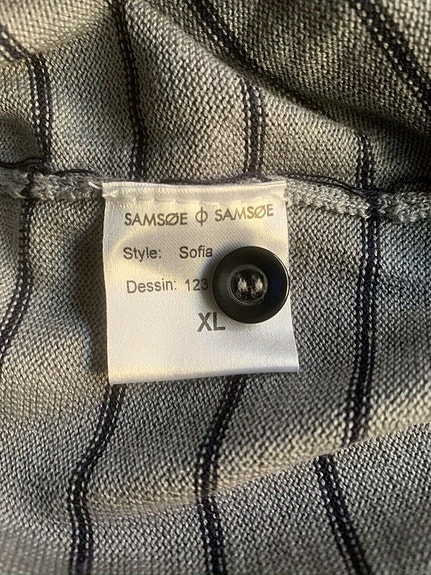 SAMSØE ɸ SAMSØE
Style: Sofia
Dessin: 123
XL